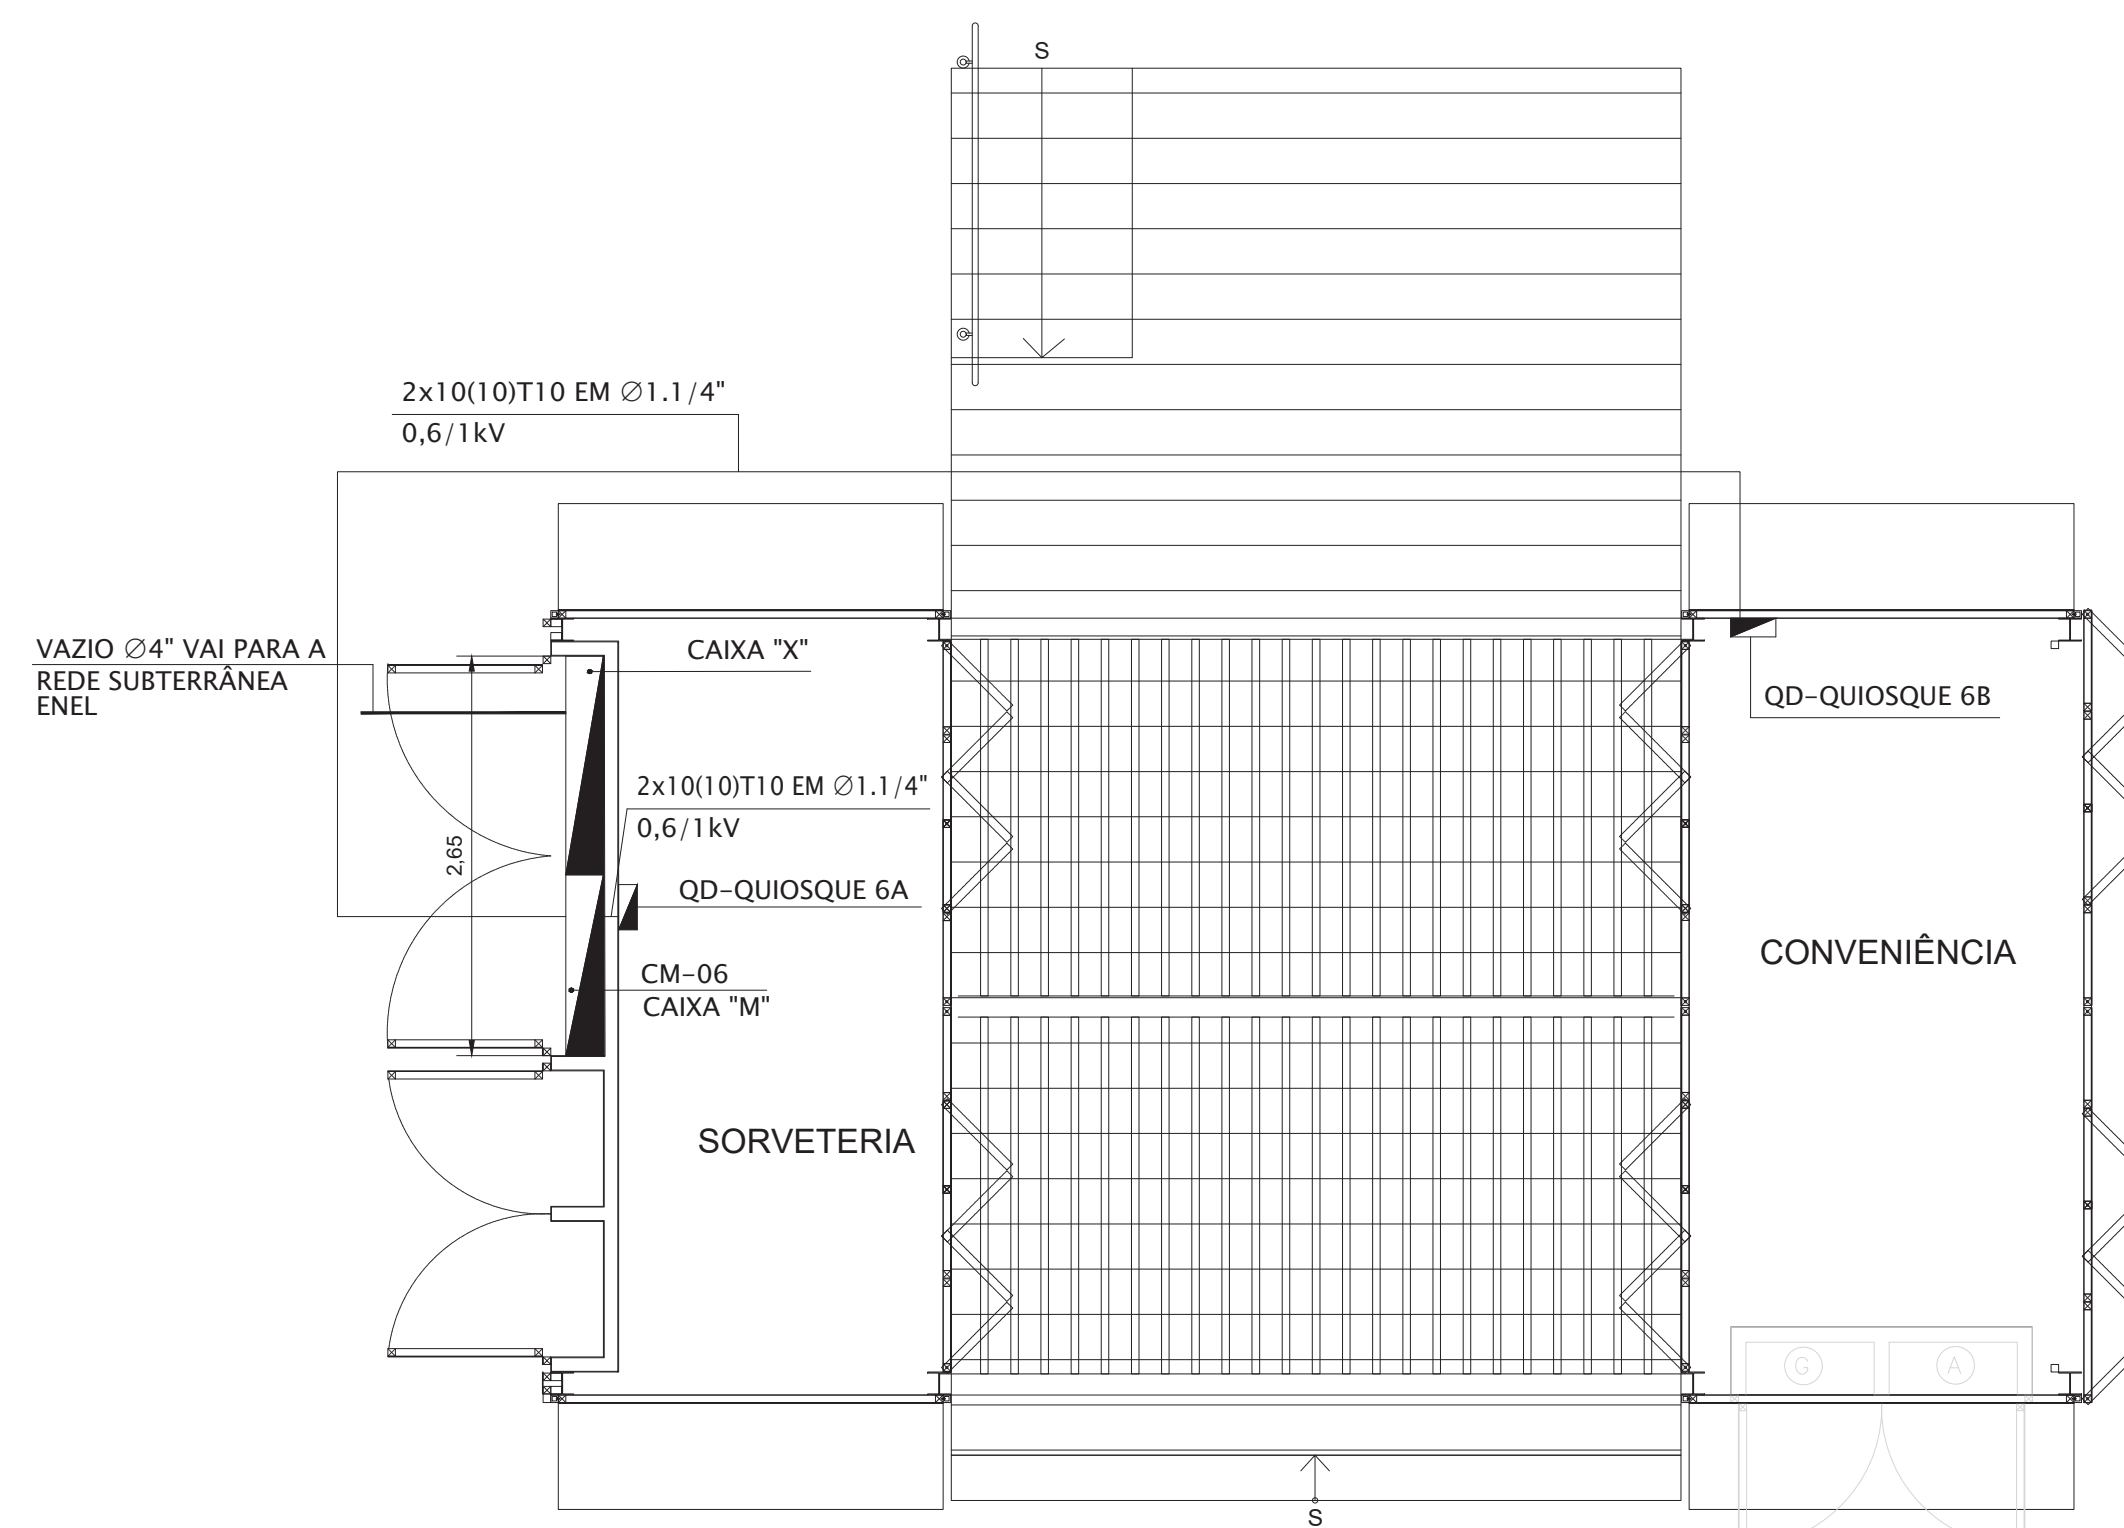 S
2x10(10)T10 EM ∅1.1/4"
0,6/1kV
VAZIO ∅4" VAI PARA A
REDE SUBTERRÂNEA
ENEL
CAIXA "X"
QD-QUIOSQUE 6B
2x10(10)T10 EM ∅1.1/4"
0,6/1kV
2,65
QD-QUIOSQUE 6A
CONVENIÊNCIA
CM-06
CAIXA "M"
SORVETERIA
G
A
S